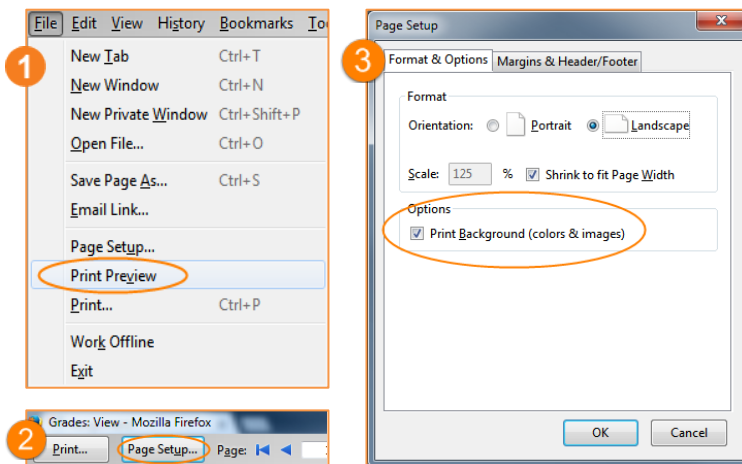 File Edit View History Bookmarks
1
New Tab Ctrl+T
New Window Ctrl+N
New Private Window Ctrl+Shift+P
Open File... Ctrl+O
Save Page As... Ctrl+S
Email Link...
Page Setup...
Print Preview
Print... Ctrl+P
Work Offline
Exit
2
Grades: View - Mozilla Firefox
Print... Page Setup... Page:
3
Page Setup
Format & Options Margins & Header/Footer
Format
Orientation: Portrait Landscape
Scale: 125 % Shrink to fit Page Width
Options
Print Background (colors & images)
OK Cancel